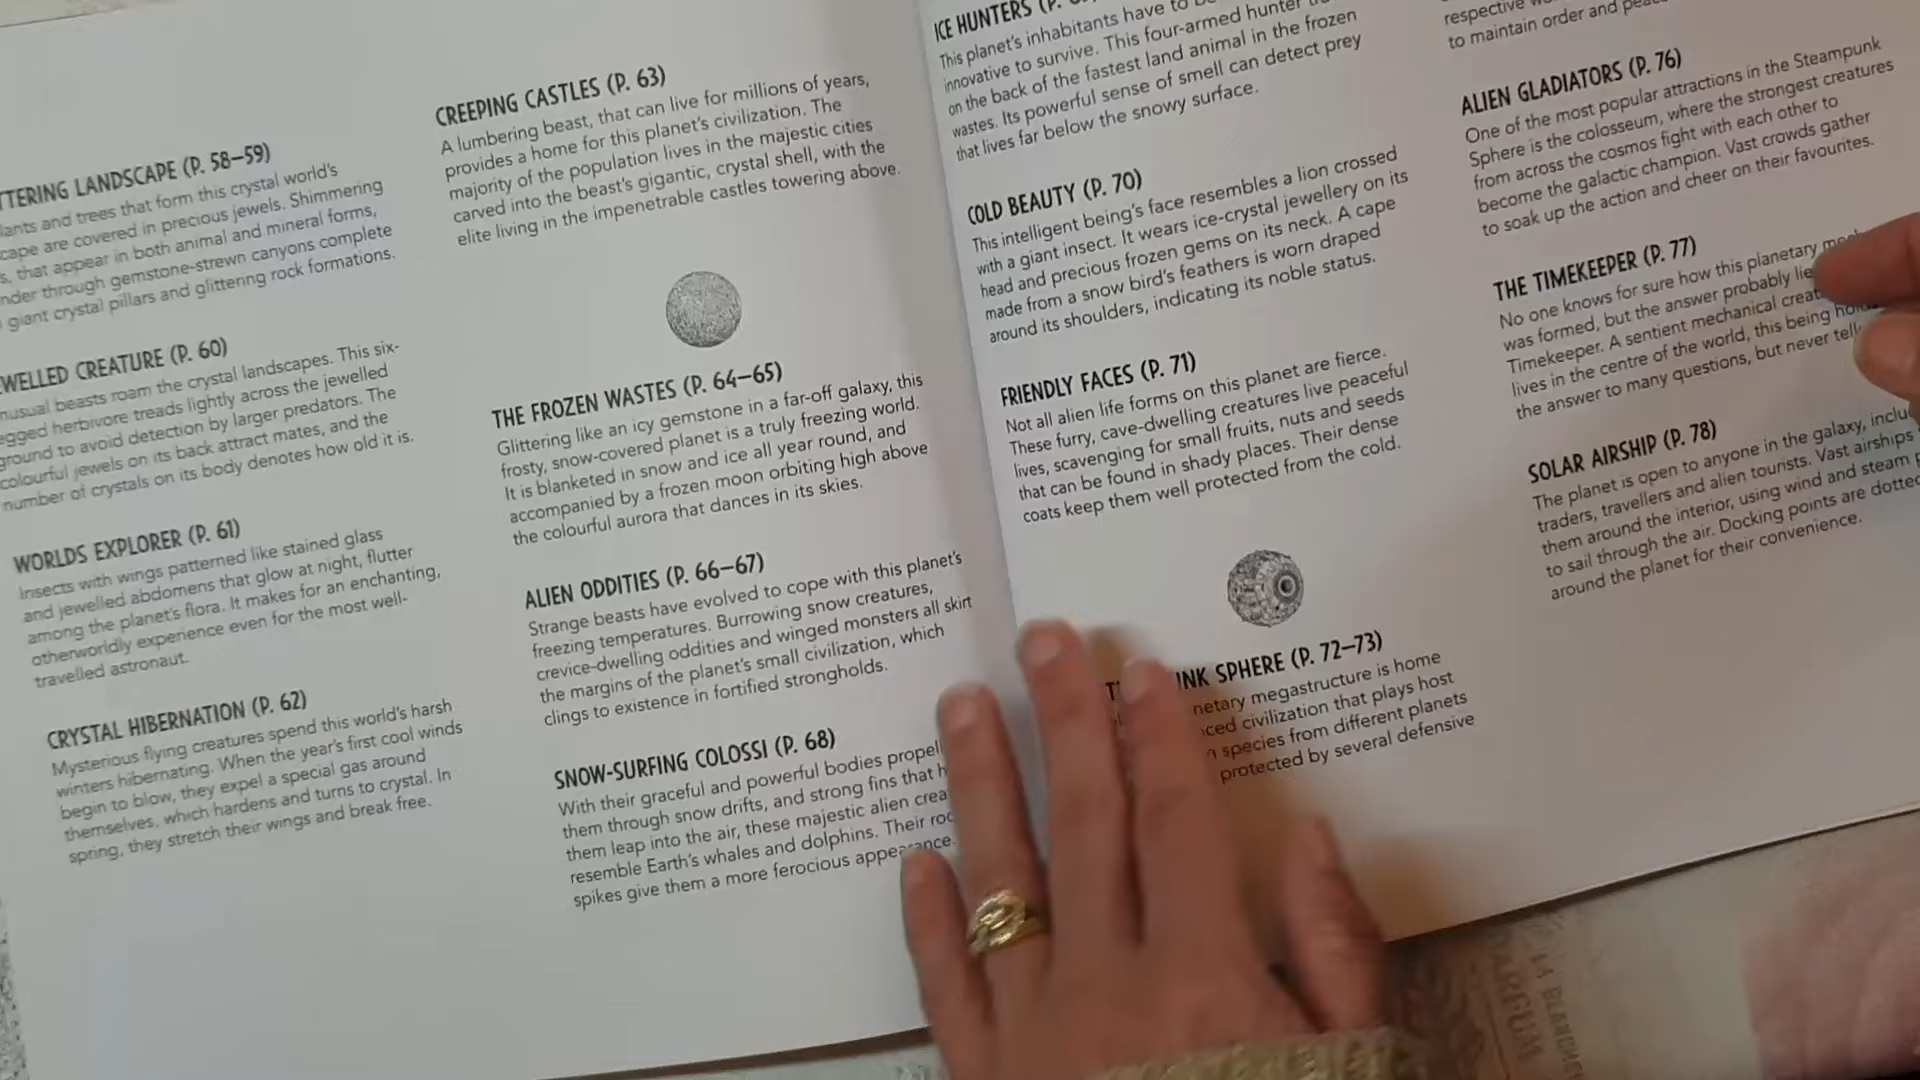 TTERING LANDSCAPE (P. 58–59)
lants and trees that form this crystal world's
cape are covered in precious jewels. Shimmering
s, that appear in both animal and mineral forms,
nder through gemstone-strewn canyons complete
giant crystal pillars and glittering rock formations.
WELLED CREATURE (P. 60)
nusual beasts roam the crystal landscapes. This six-
egged herbivore treads lightly across the jewelled
ground to avoid detection by larger predators. The
colourful jewels on its back attract mates, and the
number of crystals on its body denotes how old it is.
WORLDS EXPLORER (P. 61)
Insects with wings patterned like stained glass
and jewelled abdomens that glow at night, flutter
among the planet's flora. It makes for an enchanting,
otherworldly experience even for the most well-
travelled astronaut.
CRYSTAL HIBERNATION (P. 62)
Mysterious flying creatures spend this world's harsh
winters hibernating. When the year's first cool winds
begin to blow, they expel a special gas around
themselves, which hardens and turns to crystal. In
spring, they stretch their wings and break free.
CREEPING CASTLES (P. 63)
A lumbering beast, that can live for millions of years,
provides a home for this planet's civilization. The
majority of the population lives in the majestic cities
carved into the beast's gigantic, crystal shell, with the
elite living in the impenetrable castles towering above.
THE FROZEN WASTES (P. 64–65)
Glittering like an icy gemstone in a far-off galaxy, this
frosty, snow-covered planet is a truly freezing world.
It is blanketed in snow and ice all year round, and
accompanied by a frozen moon orbiting high above
the colourful aurora that dances in its skies.
ALIEN ODDITIES (P. 66–67)
Strange beasts have evolved to cope with this planet's
freezing temperatures. Burrowing snow creatures,
crevice-dwelling oddities and winged monsters all skirt
the margins of the planet's small civilization, which
clings to existence in fortified strongholds.
SNOW-SURFING COLOSSI (P. 68)
With their graceful and powerful bodies propell
them through snow drifts, and strong fins that h
them leap into the air, these majestic alien crea
resemble Earth's whales and dolphins. Their roc
spikes give them a more ferocious appearance.
ICE HUNTERS (P.
This planet's inhabitants have to
innovative to survive. This four-armed hunter
on the back of the fastest land animal in the frozen
wastes. Its powerful sense of smell can detect prey
that lives far below the snowy surface.
COLD BEAUTY (P. 70)
This intelligent being's face resembles a lion crossed
with a giant insect. It wears ice-crystal jewellery on its
head and precious frozen gems on its neck. A cape
made from a snow bird's feathers is worn draped
around its shoulders, indicating its noble status.
FRIENDLY FACES (P. 71)
Not all alien life forms on this planet are fierce.
These furry, cave-dwelling creatures live peaceful
lives, scavenging for small fruits, nuts and seeds
that can be found in shady places. Their dense
coats keep them well protected from the cold.
NK SPHERE (P. 72–73)
netary megastructure is home
ced civilization that plays host
n species from different planets
protected by several defensive
respective
to maintain order and
ALIEN GLADIATORS (P. 76)
One of the most popular attractions in the Steampunk
Sphere is the colosseum, where the strongest creatures
from across the cosmos fight with each other to
become the galactic champion. Vast crowds gather
to soak up the action and cheer on their favourites.
THE TIMEKEEPER (P. 77)
No one knows for sure how this planetary
was formed, but the answer probably lie
Timekeeper. A sentient mechanical creat
lives in the centre of the world, this being
the answer to many questions, but never tell
SOLAR AIRSHIP (P. 78)
The planet is open to anyone in the galaxy, inclu
traders, travellers and alien tourists. Vast airships
them around the interior, using wind and steam p
to sail through the air. Docking points are dotted
around the planet for their convenience.